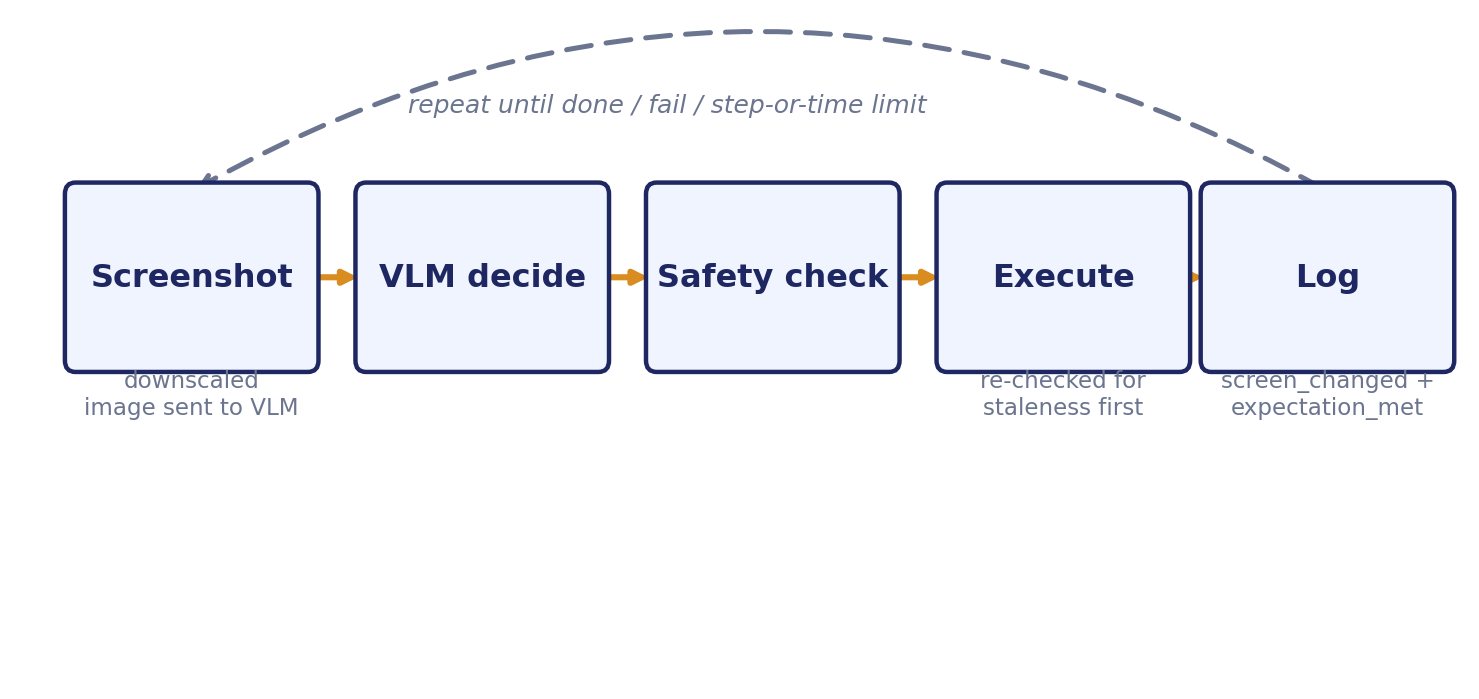 repeat until done / fail / step-or-time limit
Screenshot
VLM decide
Safety check
Execute
Log
downscaled
image sent to VLM
re-checked for
staleness first
screen_changed +
expectation_met